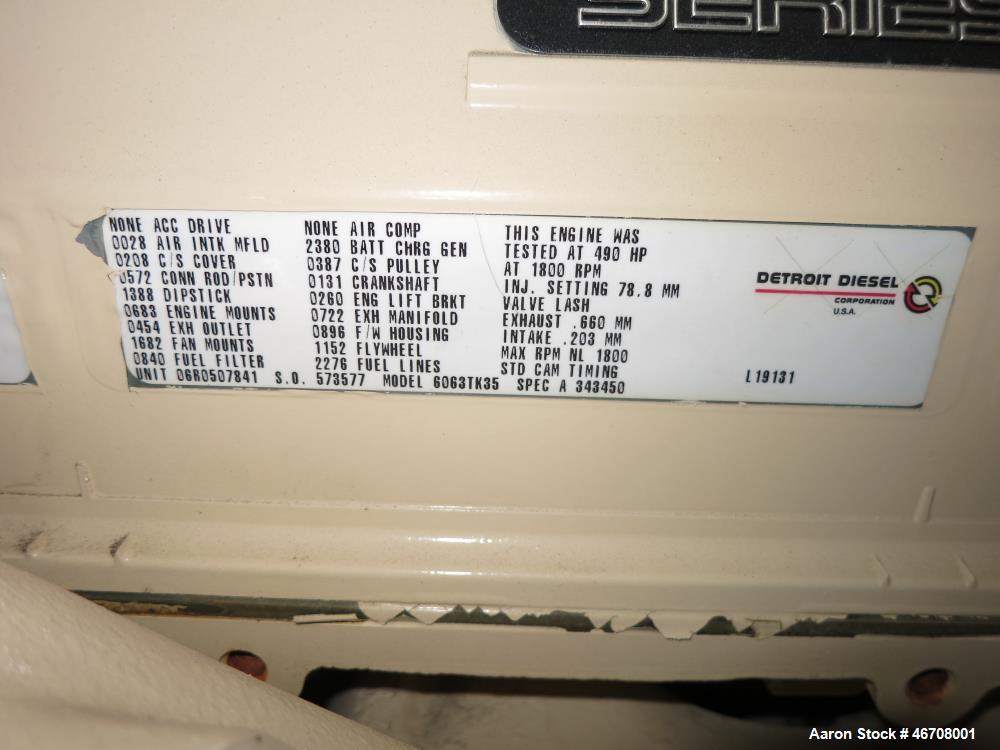 SERIES
NONE ACC DRIVE
0028 AIR INTK MFLD
0208 C/S COVER
0572 CONN ROD/PSTN
1388 DIPSTICK
0683 ENGINE MOUNTS
0454 EXH OUTLET
1682 FAN MOUNTS
0840 FUEL FILTER
NONE AIR COMP
2380 BATT CHRG GEN
0387 C/S PULLEY
0131 CRANKSHAFT
0260 ENG LIFT BRKT
0722 EXH MANIFOLD
0896 F/W HOUSING
1152 FLYWHEEL
2276 FUEL LINES
THIS ENGINE WAS
TESTED AT 490 HP
AT 1800 RPM
INJ. SETTING 78.8 MM
VALVE LASH
EXHAUST .660 MM
INTAKE .203 MM
MAX RPM NL 1800
STD CAM TIMING
UNIT 06R0507841 S.O. 573577 MODEL 6063TK35 SPEC A 343450
DETROIT DIESEL
CORPORATION
U.S.A.
L19131
Aaron Stock # 46708001